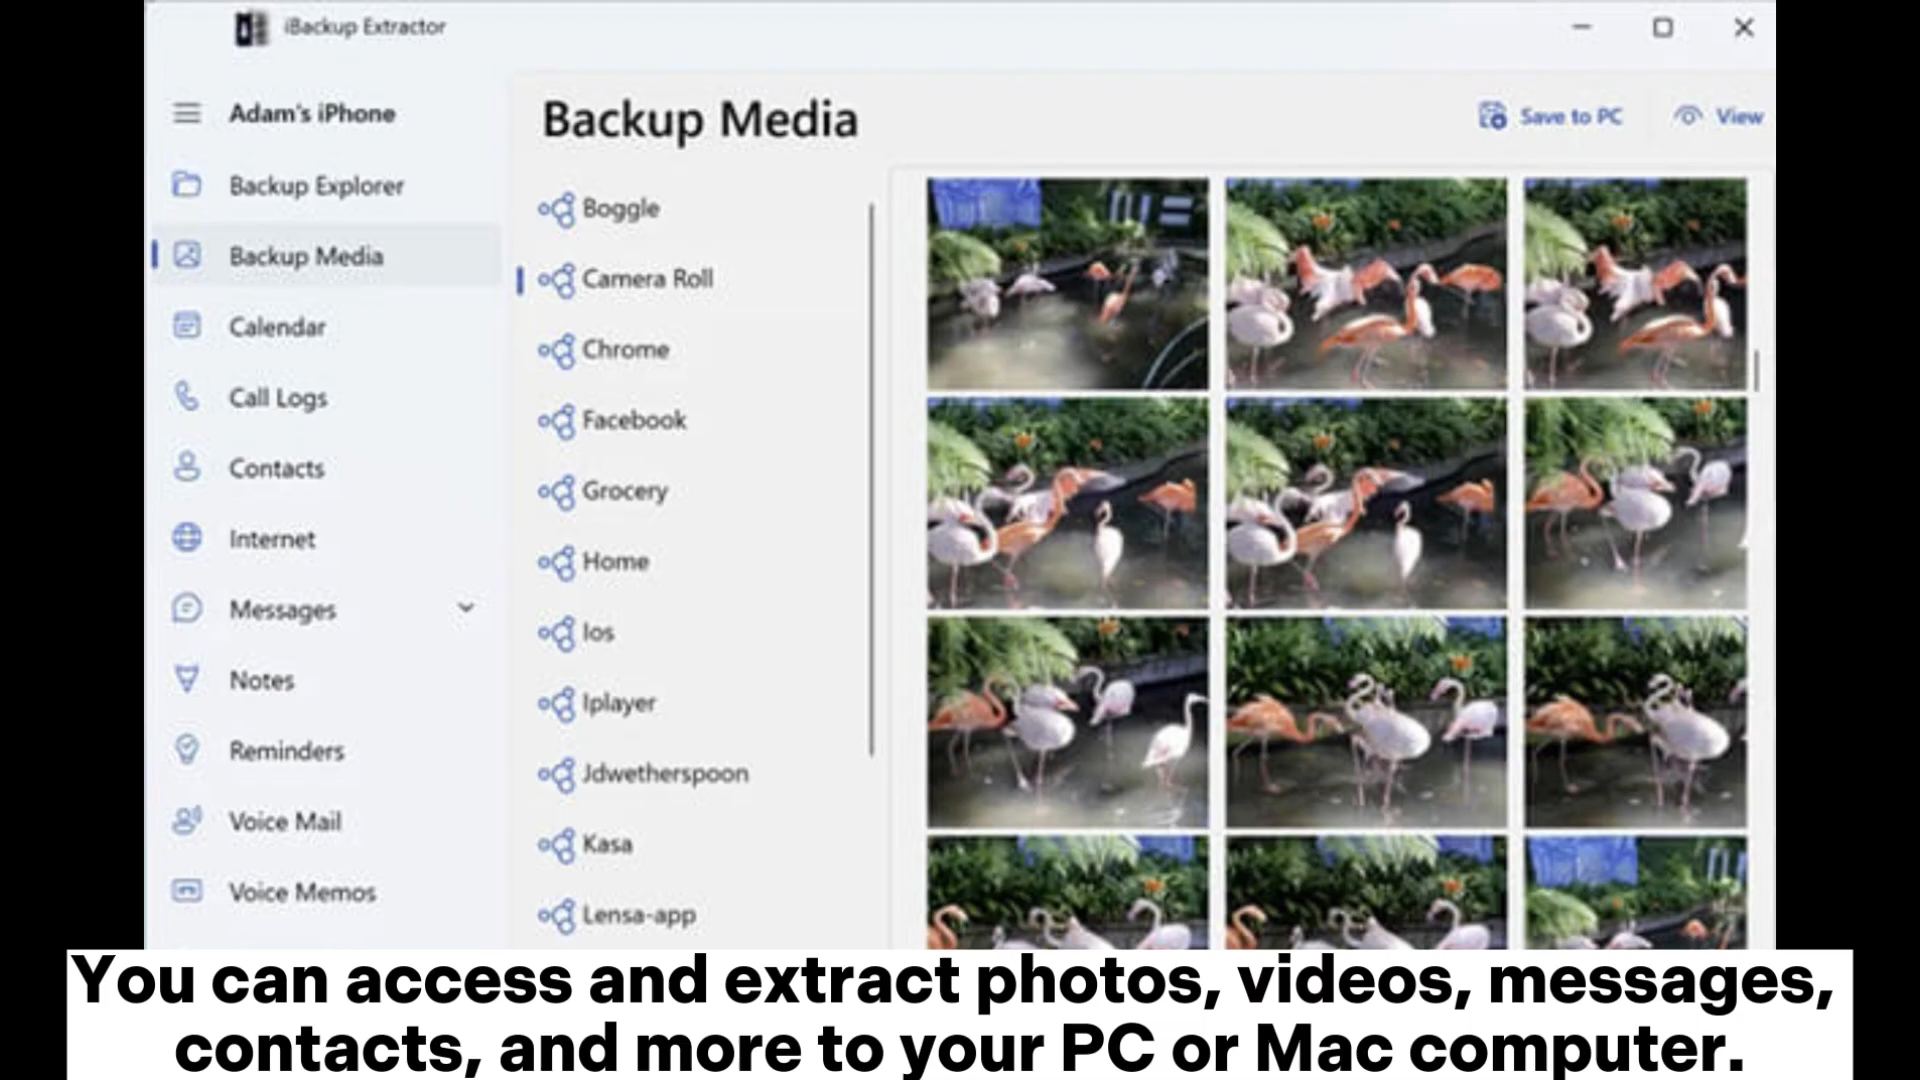 iBackup Extractor
Adam's iPhone
Backup Explorer
Backup Media
Calendar
Call Logs
Contacts
Internet
Messages
Notes
Reminders
Voice Mail
Voice Memos
Backup Media
Save to PC
View
Boggle
Camera Roll
Chrome
Facebook
Grocery
Home
Ios
Iplayer
Jdwetherspoon
Kasa
Lensa-app
You can access and extract photos, videos, messages,
contacts, and more to your PC or Mac computer.